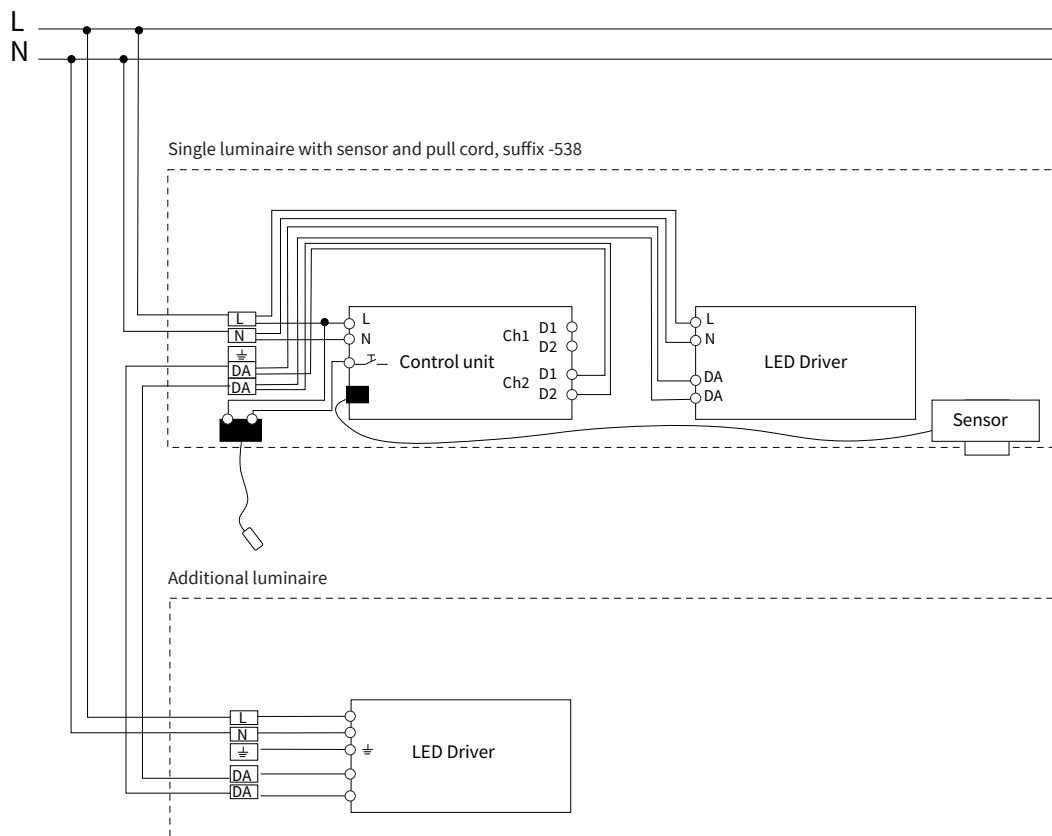 L
N
Single luminaire with sensor and pull cord, suffix -538
L
N
DA
DA
L
N
Control unit
Ch1
D1
D2
Ch2
D1
D2
L
N
DA
DA
LED Driver
Sensor
Additional luminaire
L
N
DA
DA
LED Driver